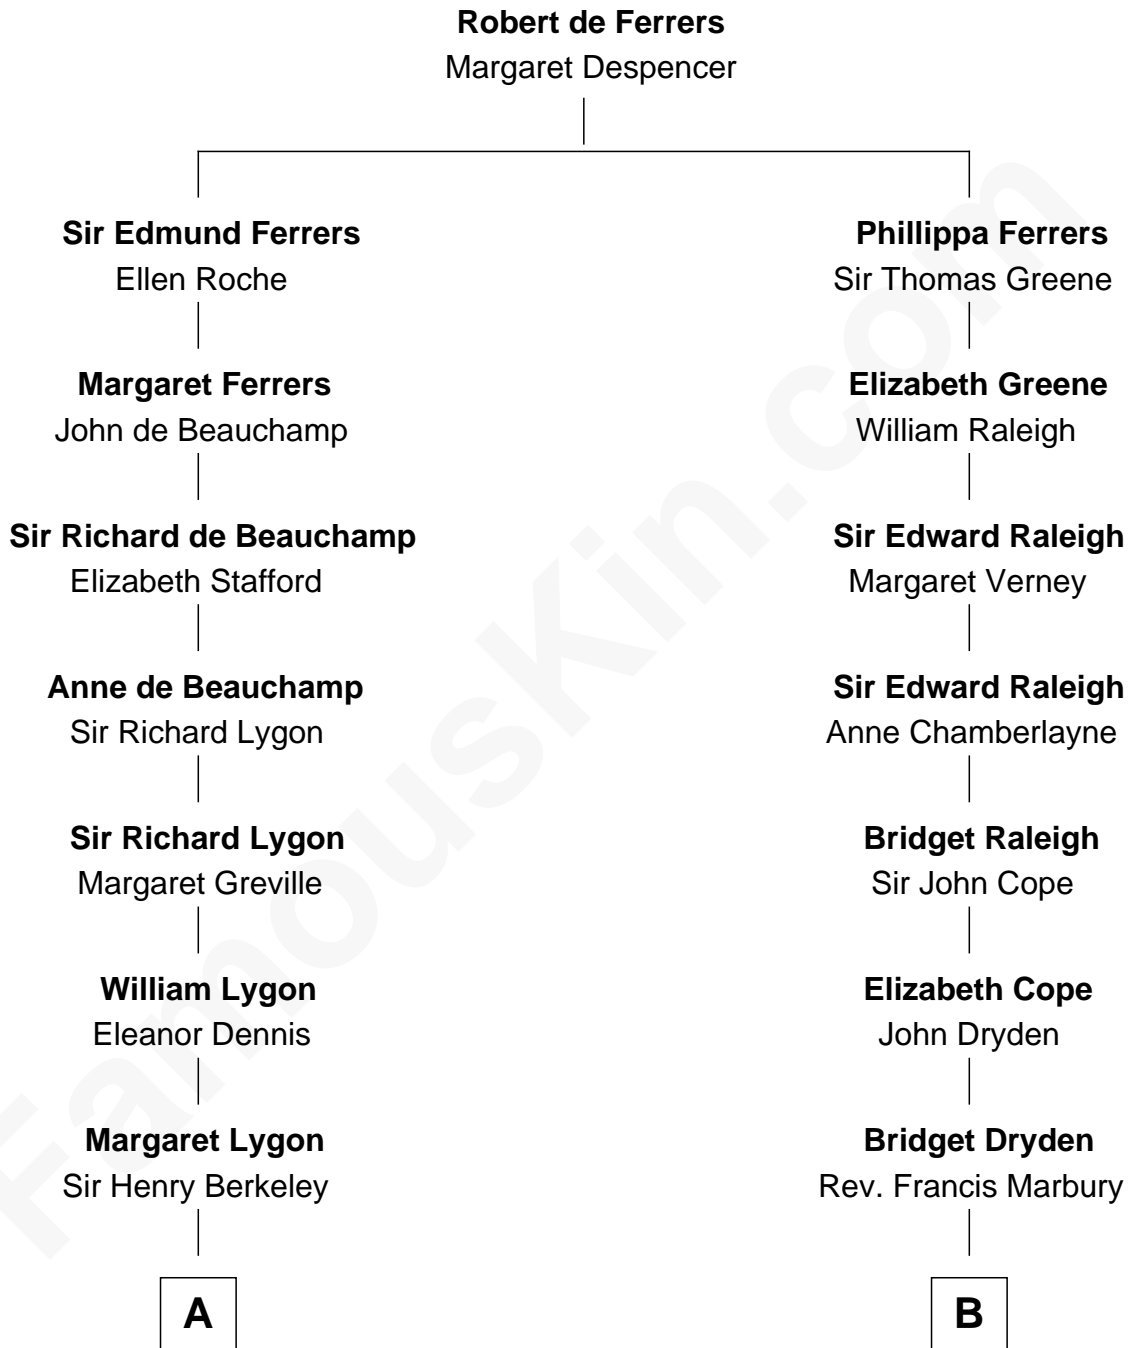 Robert de Ferrers
Margaret Despencer
Sir Edmund Ferrers
Ellen Roche
Phillippa Ferrers
Sir Thomas Greene
Margaret Ferrers
John de Beauchamp
Elizabeth Greene
William Raleigh
Sir Richard de Beauchamp
Elizabeth Stafford
Sir Edward Raleigh
Margaret Verney
Anne de Beauchamp
Sir Richard Lygon
Sir Edward Raleigh
Anne Chamberlayne
Sir Richard Lygon
Margaret Greville
Bridget Raleigh
Sir John Cope
William Lygon
Eleanor Dennis
Elizabeth Cope
John Dryden
Margaret Lygon
Sir Henry Berkeley
Bridget Dryden
Rev. Francis Marbury
A
B
FamousKin.com